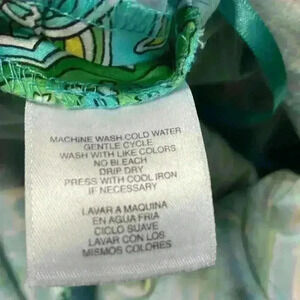 MACHINE WASH COLD WATER
GENTLE CYCLE
WASH WITH LIKE COLORS
NO BLEACH
DRIP DRY
PRESS WITH COOL IRON
IF NECESSARY
LAVAR A MAQUINA
EN AGUA FRIA
CICLO SUAVE
LAVAR CON LOS
MISMOS COLORES